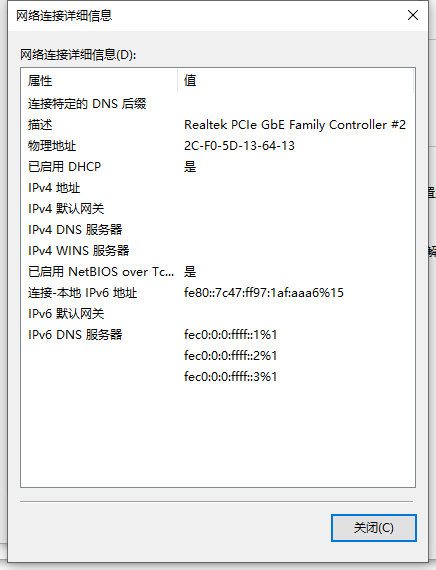 网络连接详细信息
网络连接详细信息(D):
属性 值
连接特定的 DNS 后缀
描述 Realtek PCIe GbE Family Controller #2
物理地址 2C-F0-5D-13-64-13
已启用 DHCP 是
IPv4 地址
IPv4 默认网关
IPv4 DNS 服务器
IPv4 WINS 服务器
已启用 NetBIOS over Tc... 是
连接-本地 IPv6 地址 fe80::7c47:ff97:1af:aaa6%15
IPv6 默认网关
IPv6 DNS 服务器 fec0:0:0:ffff::1%1
fec0:0:0:ffff::2%1
fec0:0:0:ffff::3%1
关闭(C)
置
解